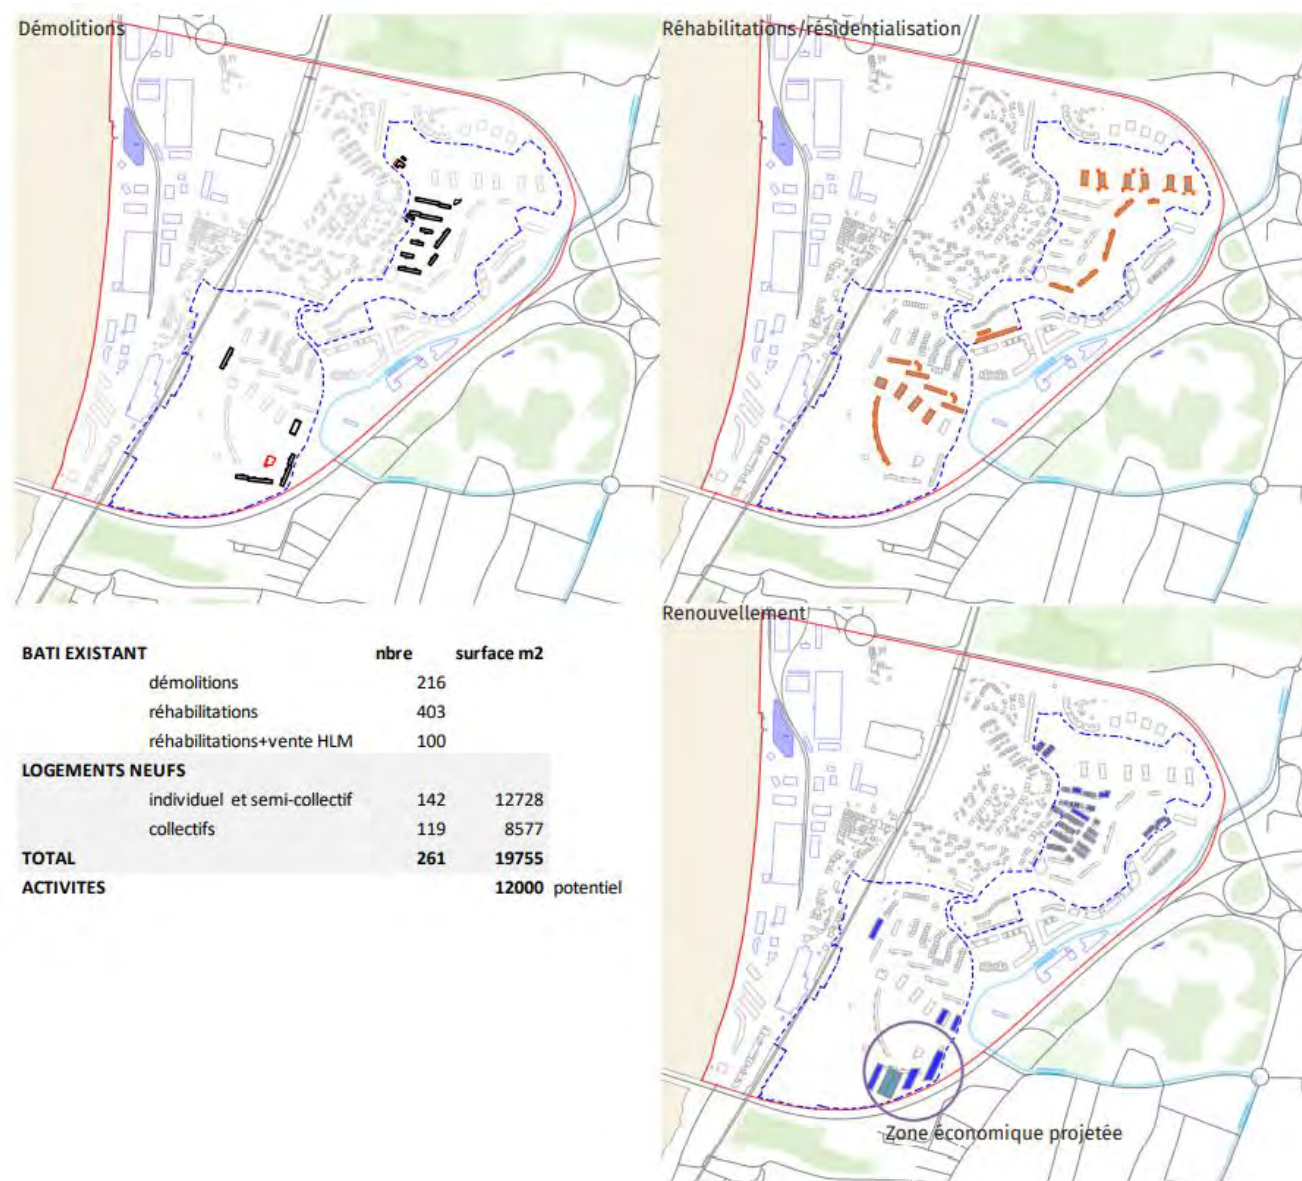 Démolitions
Réhabilitations/résidentialisation
BATI EXISTANT nbre surface m2
démolitions 216
réhabilitations 403
réhabilitations+vente HLM 100
LOGEMENTS NEUFS
individuel et semi-collectif 142 12728
collectifs 119 8577
TOTAL 261 19755
ACTIVITES 12000 potentiel
Renouvellement
Zone économique projetée